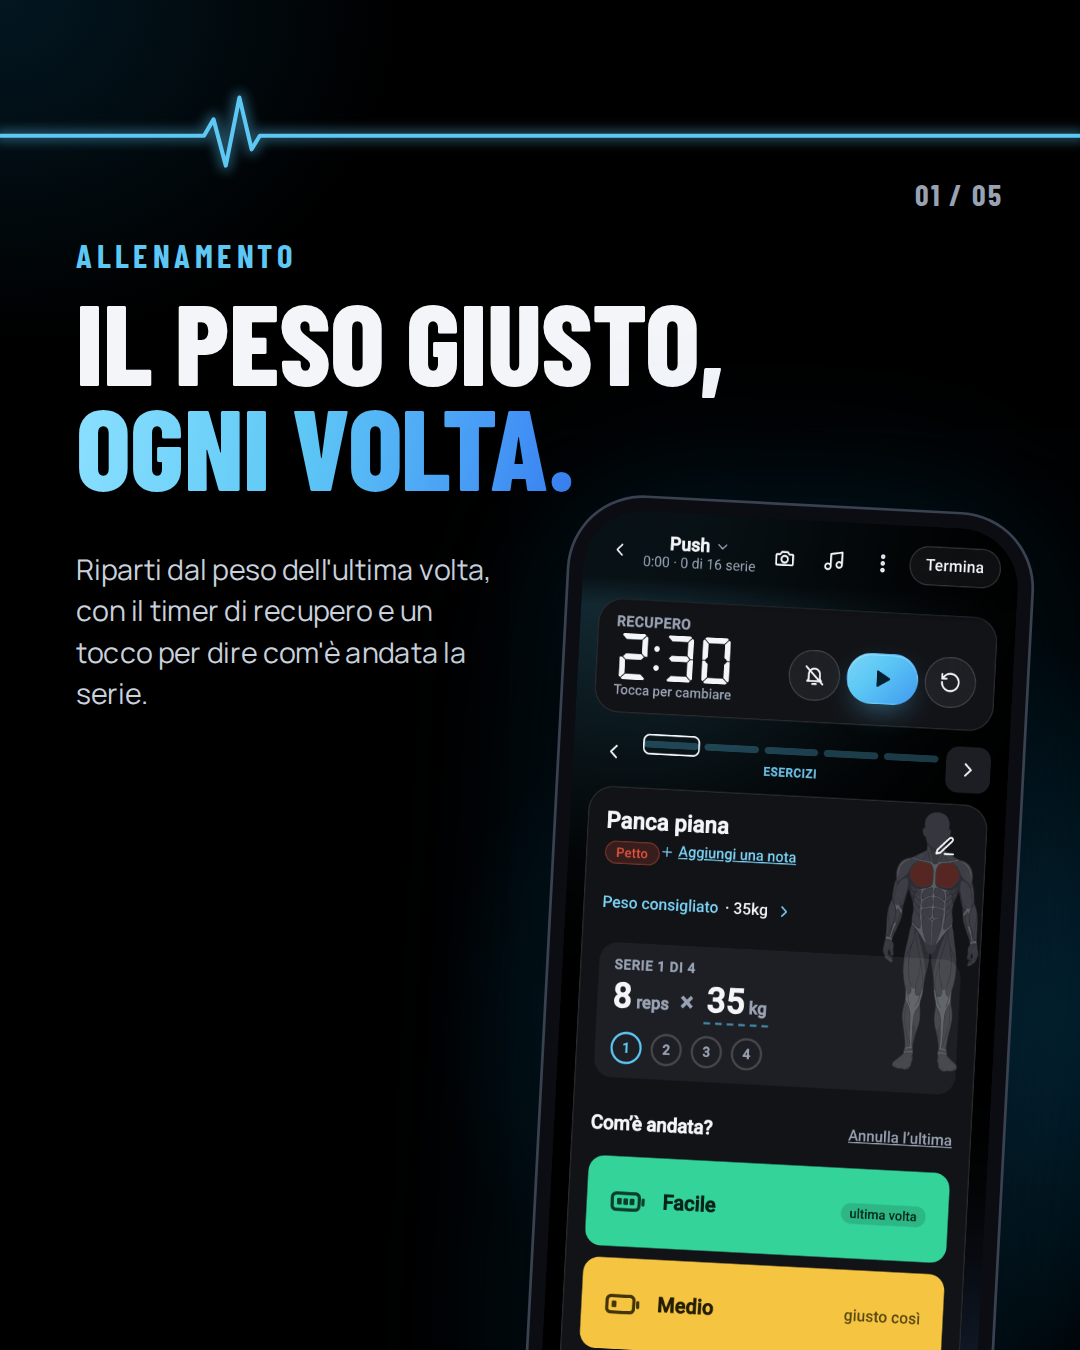 01 / 05
ALLENAMENTO
IL PESO GIUSTO,
OGNI VOLTA.
Riparti dal peso dell'ultima volta,
con il timer di recupero e un
tocco per dire com'è andata la
serie.
Push
0:00 · 0 di 16 serie
Termina
RECUPERO
2:30
Tocca per cambiare
ESERCIZI
Panca piana
Petto + Aggiungi una nota
Peso consigliato · 35kg
SERIE 1 DI 4
8 reps × 35 kg
1 2 3 4
Com'è andata?
Annulla l'ultima
Facile
ultima volta
Medio
giusto così